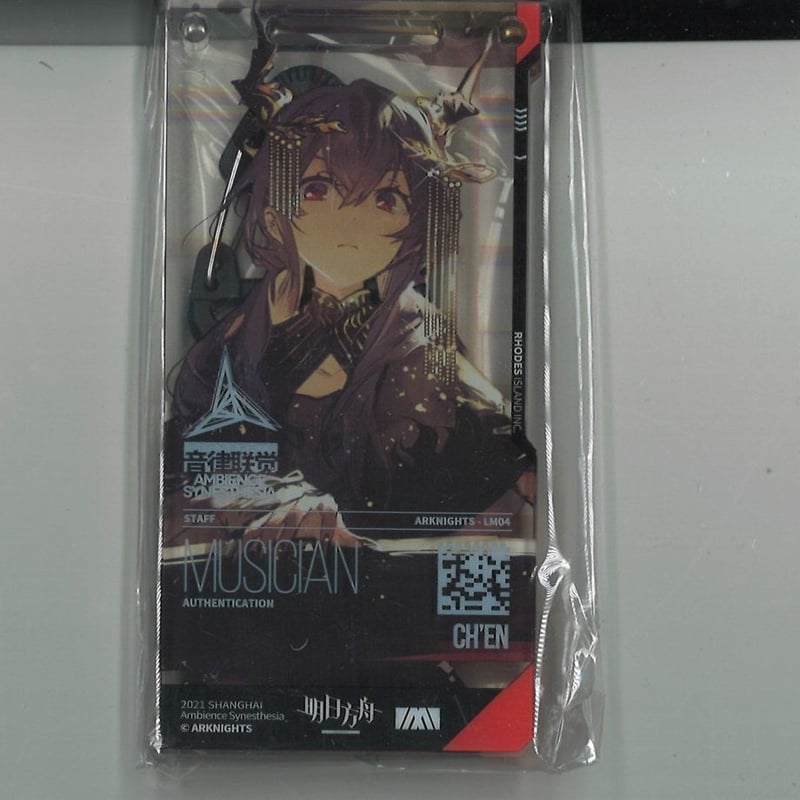 RHODES ISLAND INC.
音律联觉
AMBIENCE
SYNESTHESIA
STAFF
ARKNIGHTS - LM04
MUSICIAN
AUTHENTICATION
CH'EN
2021 SHANGHAI
Ambience Synesthesia
© ARKNIGHTS
明日方舟